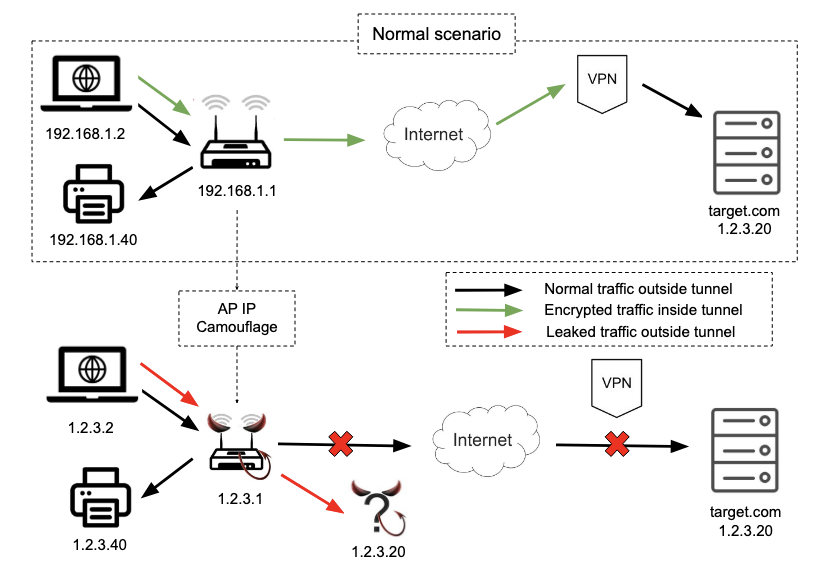 Normal scenario
192.168.1.2
192.168.1.1
192.168.1.40
Internet
VPN
target.com
1.2.3.20
AP IP
Camouflage
Normal traffic outside tunnel
Encrypted traffic inside tunnel
Leaked traffic outside tunnel
1.2.3.2
1.2.3.1
1.2.3.40
?
1.2.3.20
Internet
VPN
target.com
1.2.3.20